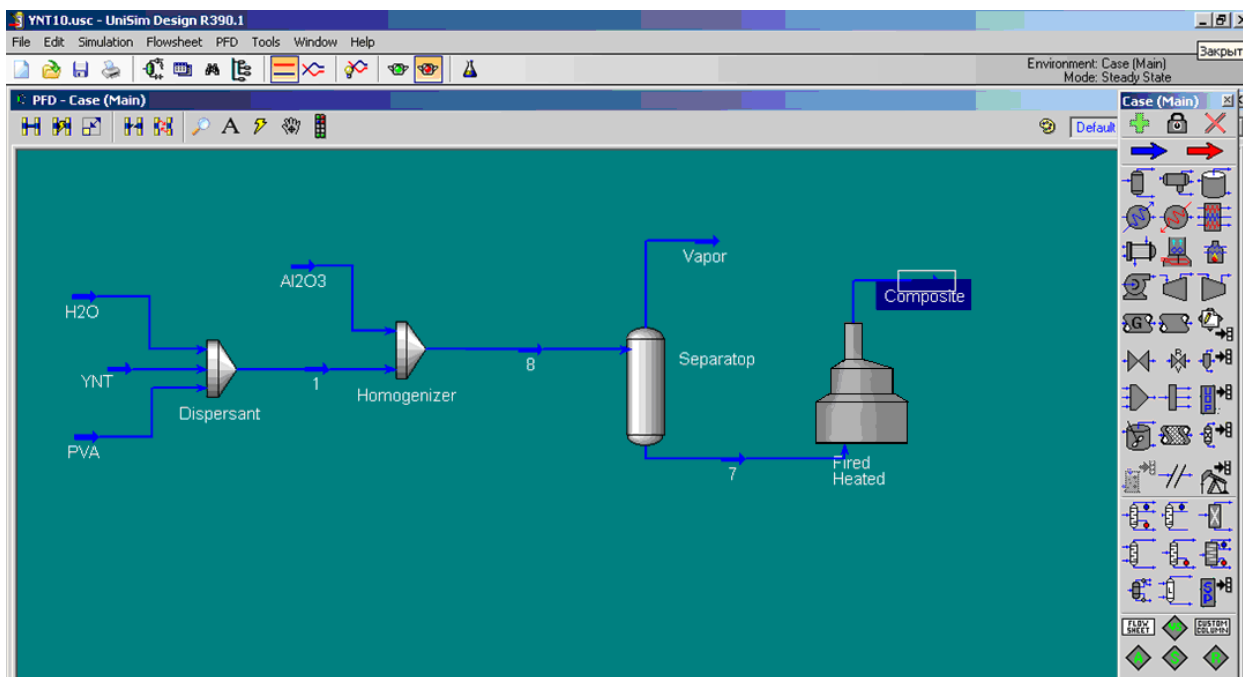 YNT10.usc - UniSim Design R390.1
File Edit Simulation Flowsheet PFD Tools Window Help
Закрыт
Environment: Case (Main)
Mode: Steady State
PFD - Case (Main)
Case (Main)
A
Default
Vapor
Al2O3
Composite
H2O
8
Separatop
YNT
1
Homogenizer
Dispersant
PVA
7
Fired
Heated
G
FLOW
SHEET
CUSTOM
COLUMN